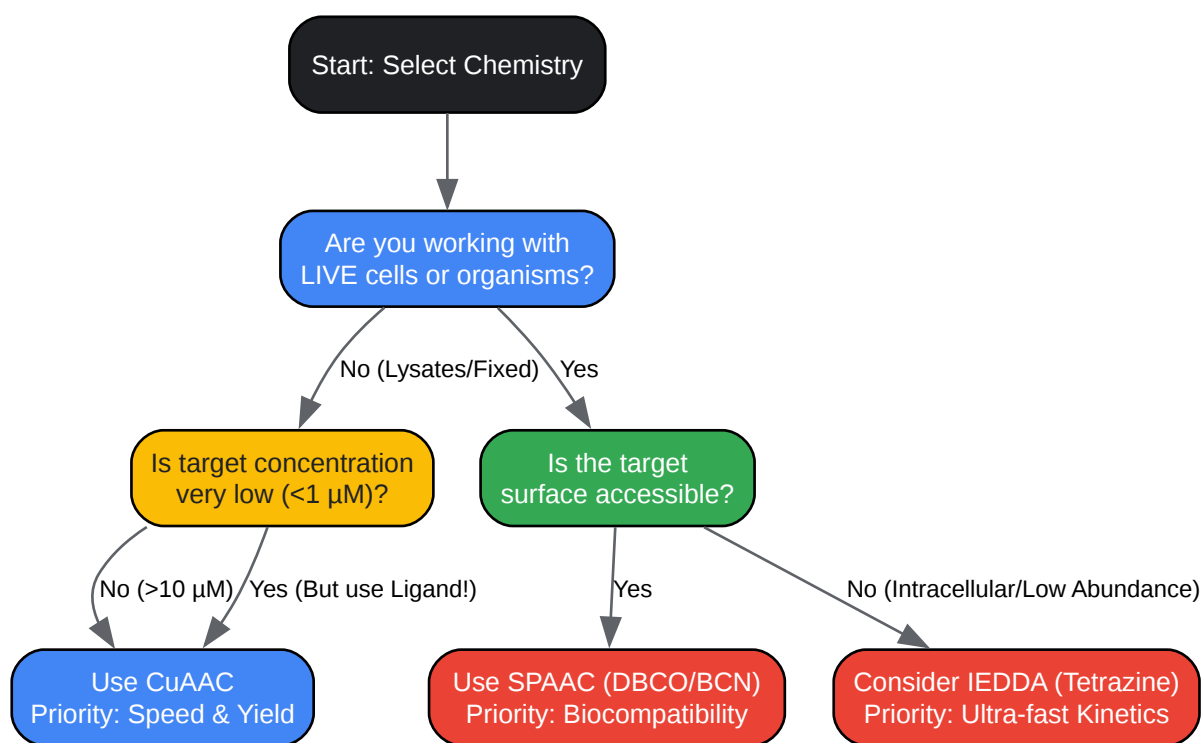 Start: Select Chemistry
Are you working with
LIVE cells or organisms?
No (Lysates/Fixed)
Yes
Is target concentration
very low (<1 µM)?
Is the target
surface accessible?
No (>10 µM)
Yes (But use Ligand!)
Yes
No (Intracellular/Low Abundance)
Use CuAAC
Priority: Speed & Yield
Use SPAAC (DBCO/BCN)
Priority: Biocompatibility
Consider IEDDA (Tetrazine)
Priority: Ultra-fast Kinetics